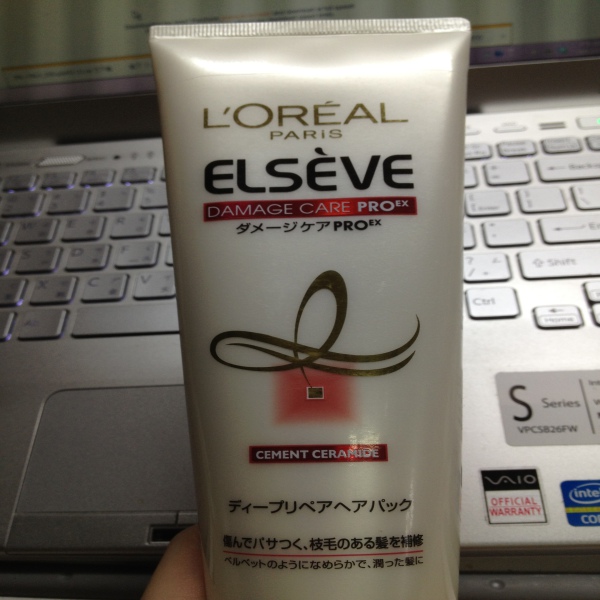 L'ORÉAL
PARIS
ELSÈVE
DAMAGE CARE PROEX
ダメージケアPROEX
CEMENT CERAMIDE
ディープリペアヘアパック
傷んでパサつく、枝毛のある髪を補修
ベルベットのようになめらかで、潤った髪に
Backspace
Enter
Shift
Ctrl
Home
S Series
VPCSB26FW
VAIO
OFFICIAL
WARRANTY
intel